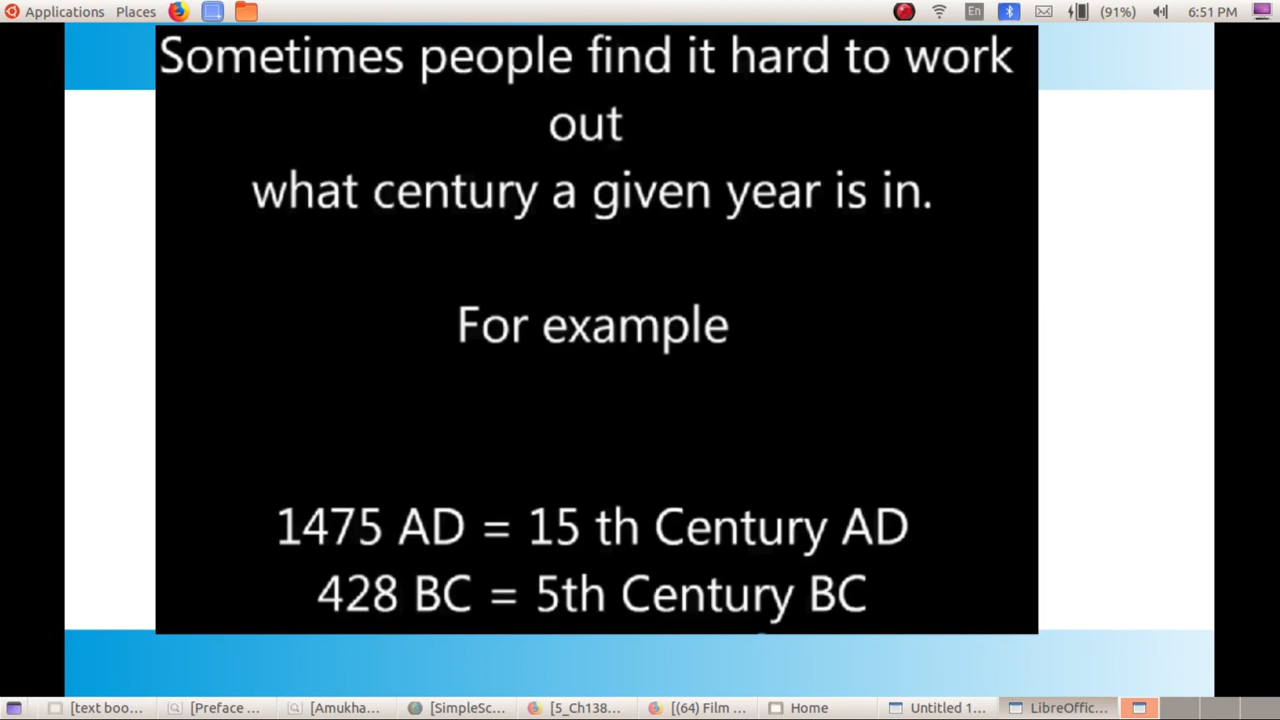 Applications Places En (91%) 6:51 PM
Sometimes people find it hard to work
out
what century a given year is in.
For example
1475 AD = 15 th Century AD
428 BC = 5th Century BC
[text boo... [Preface ... [Amukha... [SimpleSc... [5_Ch138... [(64) Film ... Home Untitled 1... LibreOffic...